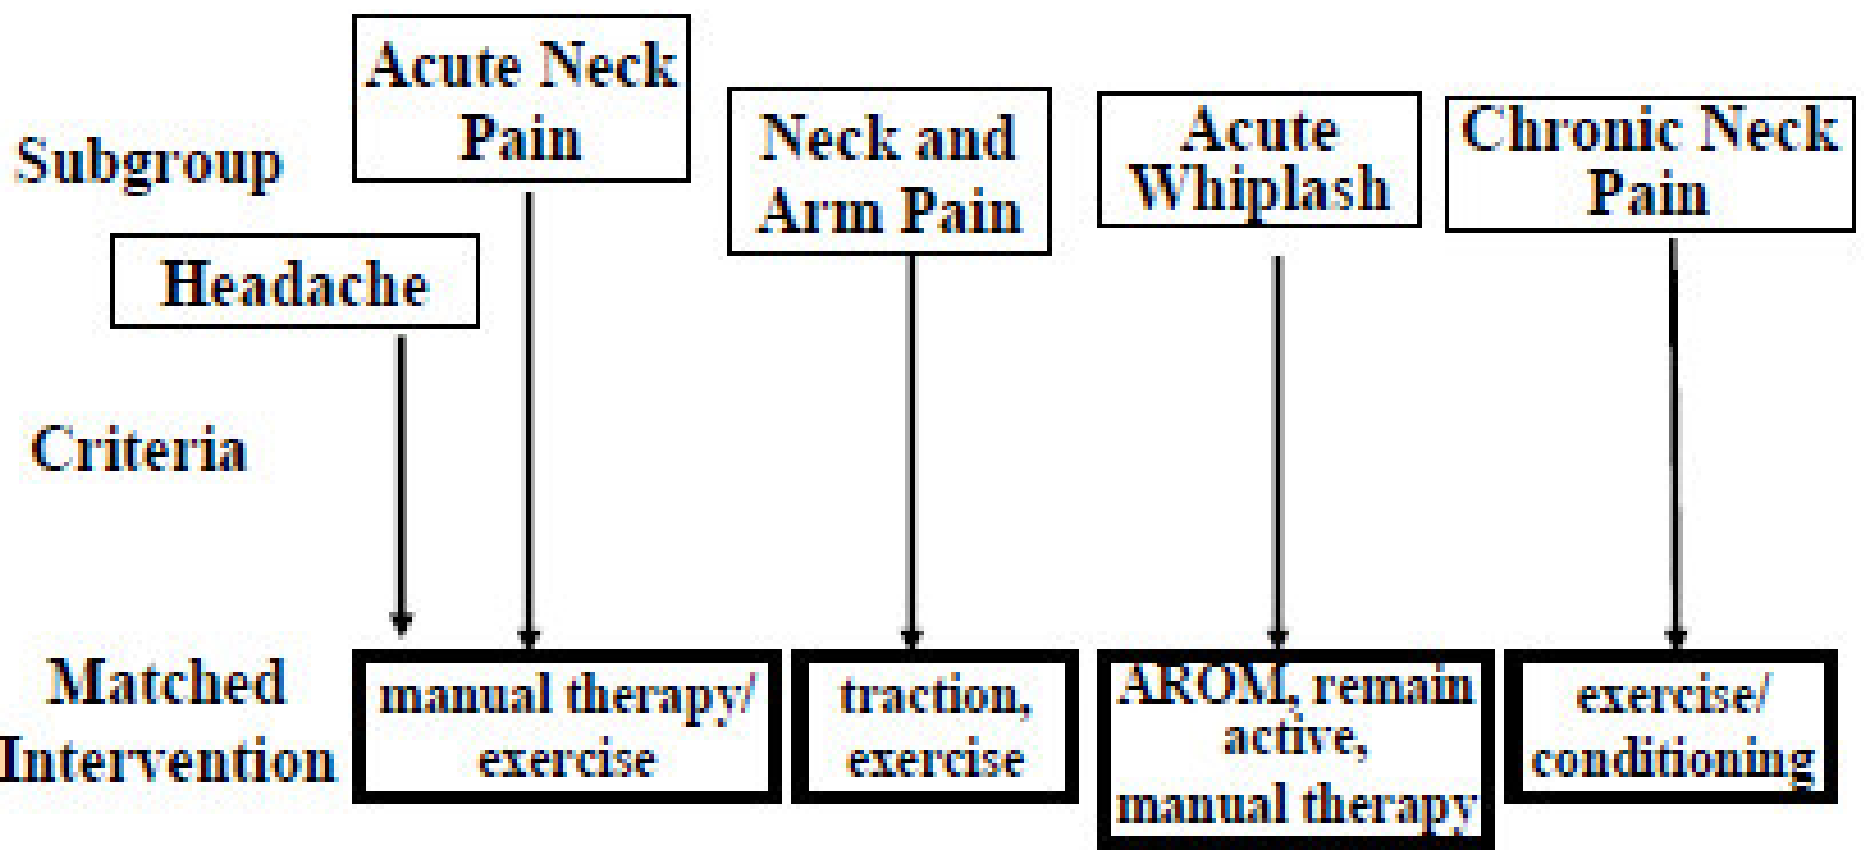 Acute Neck
Pain
Neck and
Arm Pain
Acute
Whiplash
Chronic Neck
Pain
Subgroup
Headache
Criteria
Matched
Intervention
manual therapy/
exercise
traction,
exercise
AROM, remain
active,
manual therapy
exercise/
conditioning